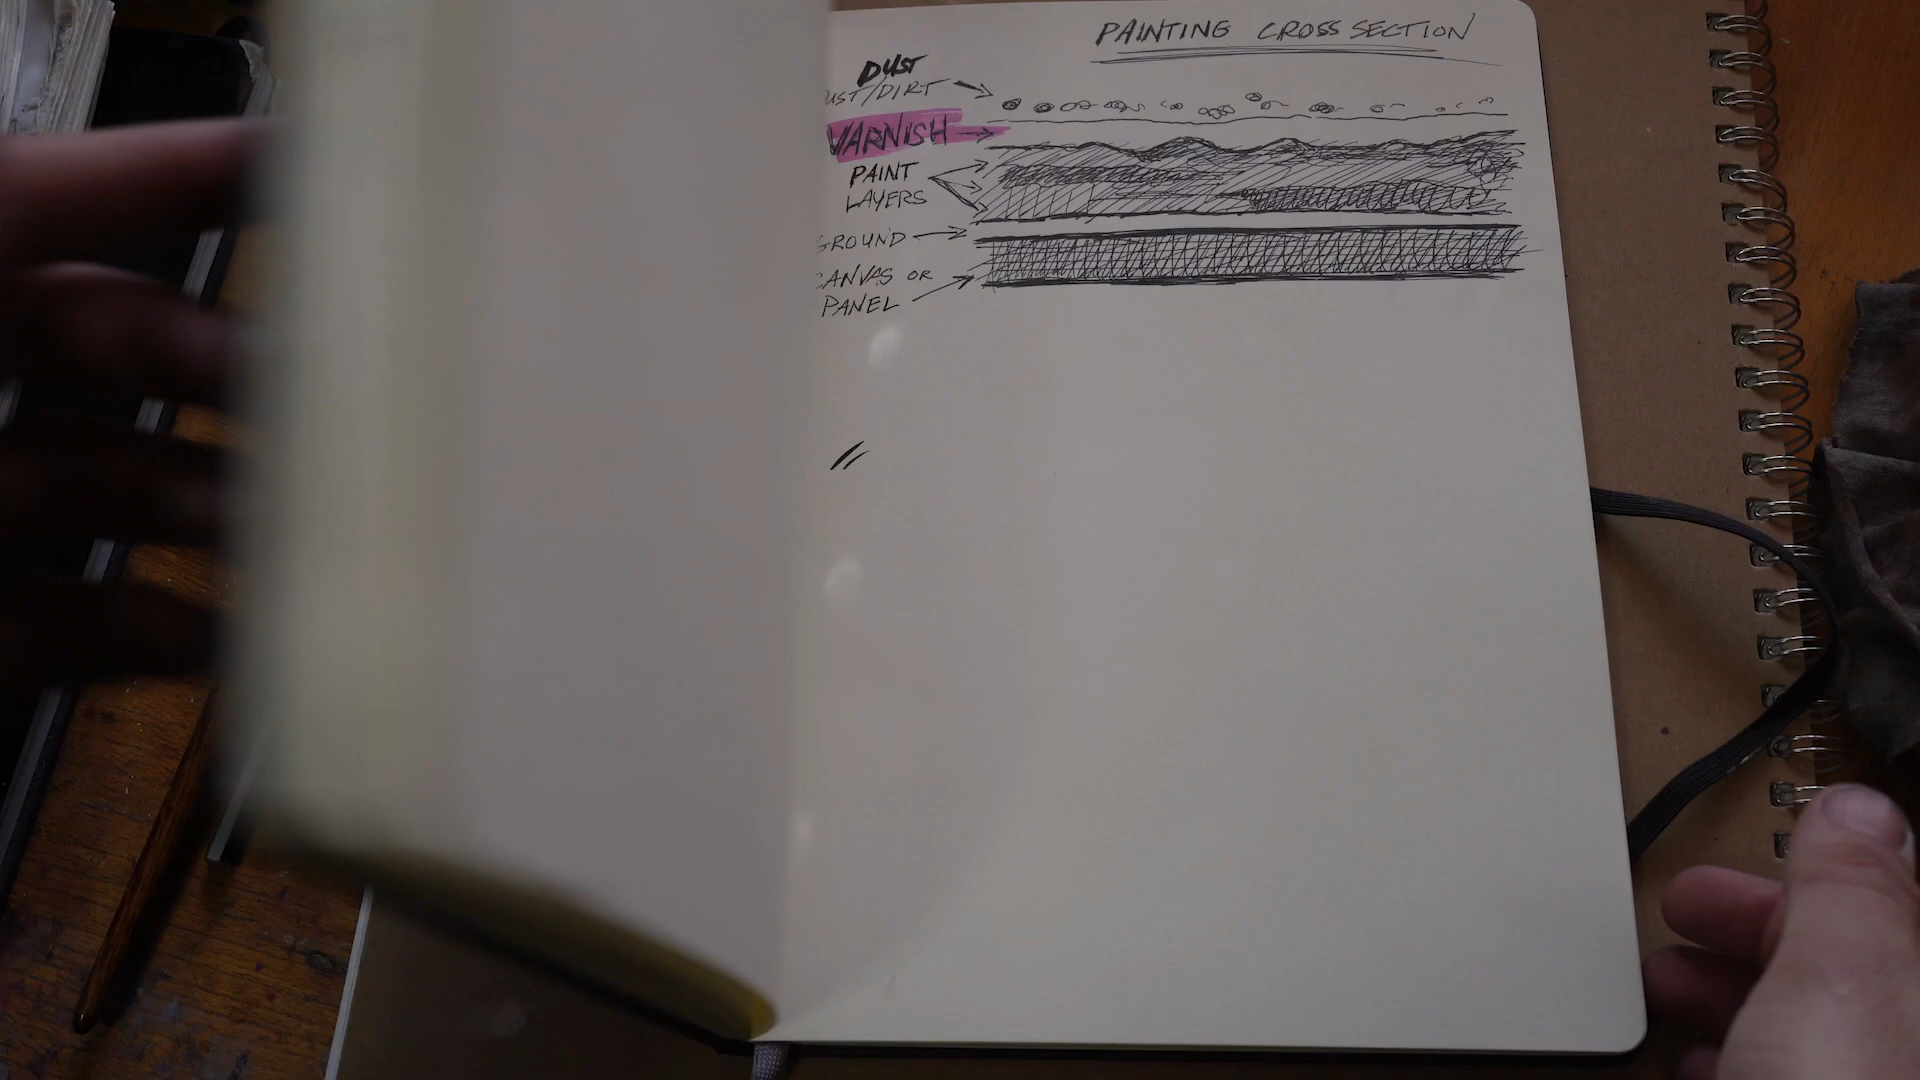 PAINTING CROSS SECTION
DUST
UST/DIRT
VARNISH
PAINT
LAYERS
GROUND
CANVAS OR
PANEL